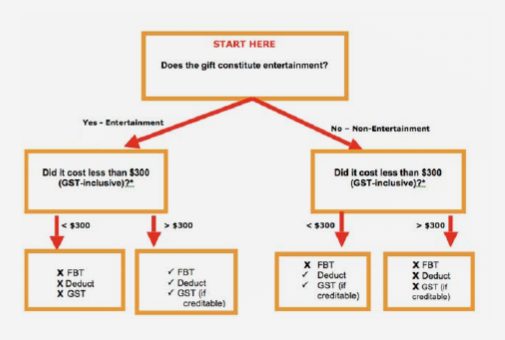 START HERE
Does the gift constitute entertainment?
Yes - Entertainment
No – Non-Entertainment
Did it cost less than $300
(GST-inclusive)?*
Did it cost less than $300
(GST-inclusive)?*
< $300
> $300
< $300
> $300
X FBT
X Deduct
X GST
✓ FBT
✓ Deduct
✓ GST (if
creditable)
X FBT
✓ Deduct
✓ GST (if
creditable)
X FBT
X Deduct
X GST (if
creditable)